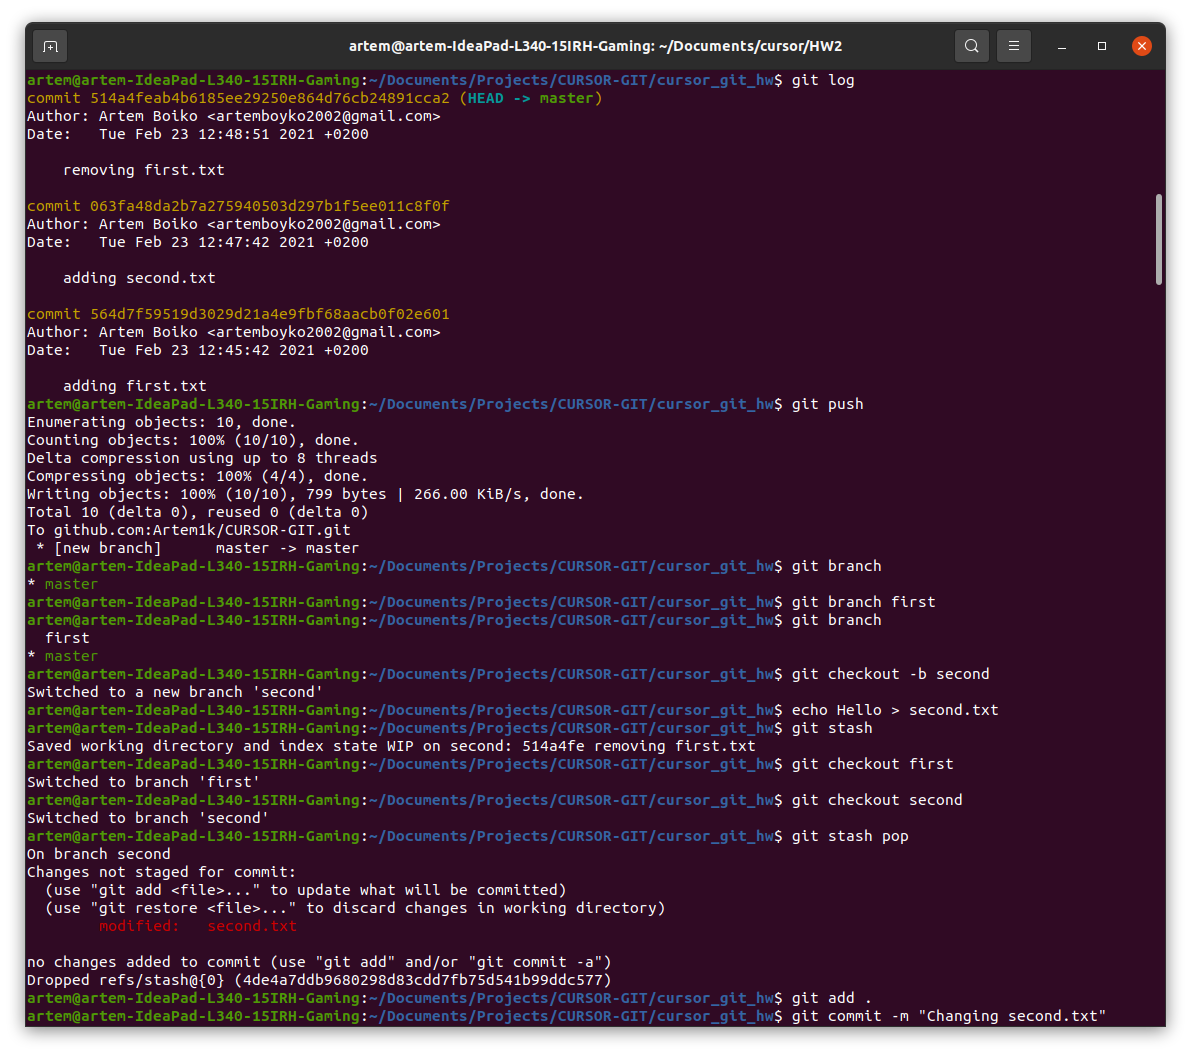 artem@artem-IdeaPad-L340-15IRH-Gaming: ~/Documents/cursor/HW2
artem@artem-IdeaPad-L340-15IRH-Gaming:~/Documents/Projects/CURSOR-GIT/cursor_git_hw$ git log
commit 514a4feab4b6185ee29250e864d76cb24891cca2 (HEAD -> master)
Author: Artem Boiko <artemboyko2002@gmail.com>
Date:   Tue Feb 23 12:48:51 2021 +0200

    removing first.txt

commit 063fa48da2b7a275940503d297b1f5ee011c8f0f
Author: Artem Boiko <artemboyko2002@gmail.com>
Date:   Tue Feb 23 12:47:42 2021 +0200

    adding second.txt

commit 564d7f59519d3029d21a4e9fbf68aacb0f02e601
Author: Artem Boiko <artemboyko2002@gmail.com>
Date:   Tue Feb 23 12:45:42 2021 +0200

    adding first.txt
artem@artem-IdeaPad-L340-15IRH-Gaming:~/Documents/Projects/CURSOR-GIT/cursor_git_hw$ git push
Enumerating objects: 10, done.
Counting objects: 100% (10/10), done.
Delta compression using up to 8 threads
Compressing objects: 100% (4/4), done.
Writing objects: 100% (10/10), 799 bytes | 266.00 KiB/s, done.
Total 10 (delta 0), reused 0 (delta 0)
To github.com:Artem1k/CURSOR-GIT.git
 * [new branch]      master -> master
artem@artem-IdeaPad-L340-15IRH-Gaming:~/Documents/Projects/CURSOR-GIT/cursor_git_hw$ git branch
* master
artem@artem-IdeaPad-L340-15IRH-Gaming:~/Documents/Projects/CURSOR-GIT/cursor_git_hw$ git branch first
artem@artem-IdeaPad-L340-15IRH-Gaming:~/Documents/Projects/CURSOR-GIT/cursor_git_hw$ git branch
  first
* master
artem@artem-IdeaPad-L340-15IRH-Gaming:~/Documents/Projects/CURSOR-GIT/cursor_git_hw$ git checkout -b second
Switched to a new branch 'second'
artem@artem-IdeaPad-L340-15IRH-Gaming:~/Documents/Projects/CURSOR-GIT/cursor_git_hw$ echo Hello > second.txt
artem@artem-IdeaPad-L340-15IRH-Gaming:~/Documents/Projects/CURSOR-GIT/cursor_git_hw$ git stash
Saved working directory and index state WIP on second: 514a4fe removing first.txt
artem@artem-IdeaPad-L340-15IRH-Gaming:~/Documents/Projects/CURSOR-GIT/cursor_git_hw$ git checkout first
Switched to branch 'first'
artem@artem-IdeaPad-L340-15IRH-Gaming:~/Documents/Projects/CURSOR-GIT/cursor_git_hw$ git checkout second
Switched to branch 'second'
artem@artem-IdeaPad-L340-15IRH-Gaming:~/Documents/Projects/CURSOR-GIT/cursor_git_hw$ git stash pop
On branch second
Changes not staged for commit:
  (use "git add <file>..." to update what will be committed)
  (use "git restore <file>..." to discard changes in working directory)
        modified:   second.txt

no changes added to commit (use "git add" and/or "git commit -a")
Dropped refs/stash@{0} (4de4a7ddb9680298d83cdd7fb75d541b99ddc577)
artem@artem-IdeaPad-L340-15IRH-Gaming:~/Documents/Projects/CURSOR-GIT/cursor_git_hw$ git add .
artem@artem-IdeaPad-L340-15IRH-Gaming:~/Documents/Projects/CURSOR-GIT/cursor_git_hw$ git commit -m "Changing second.txt"